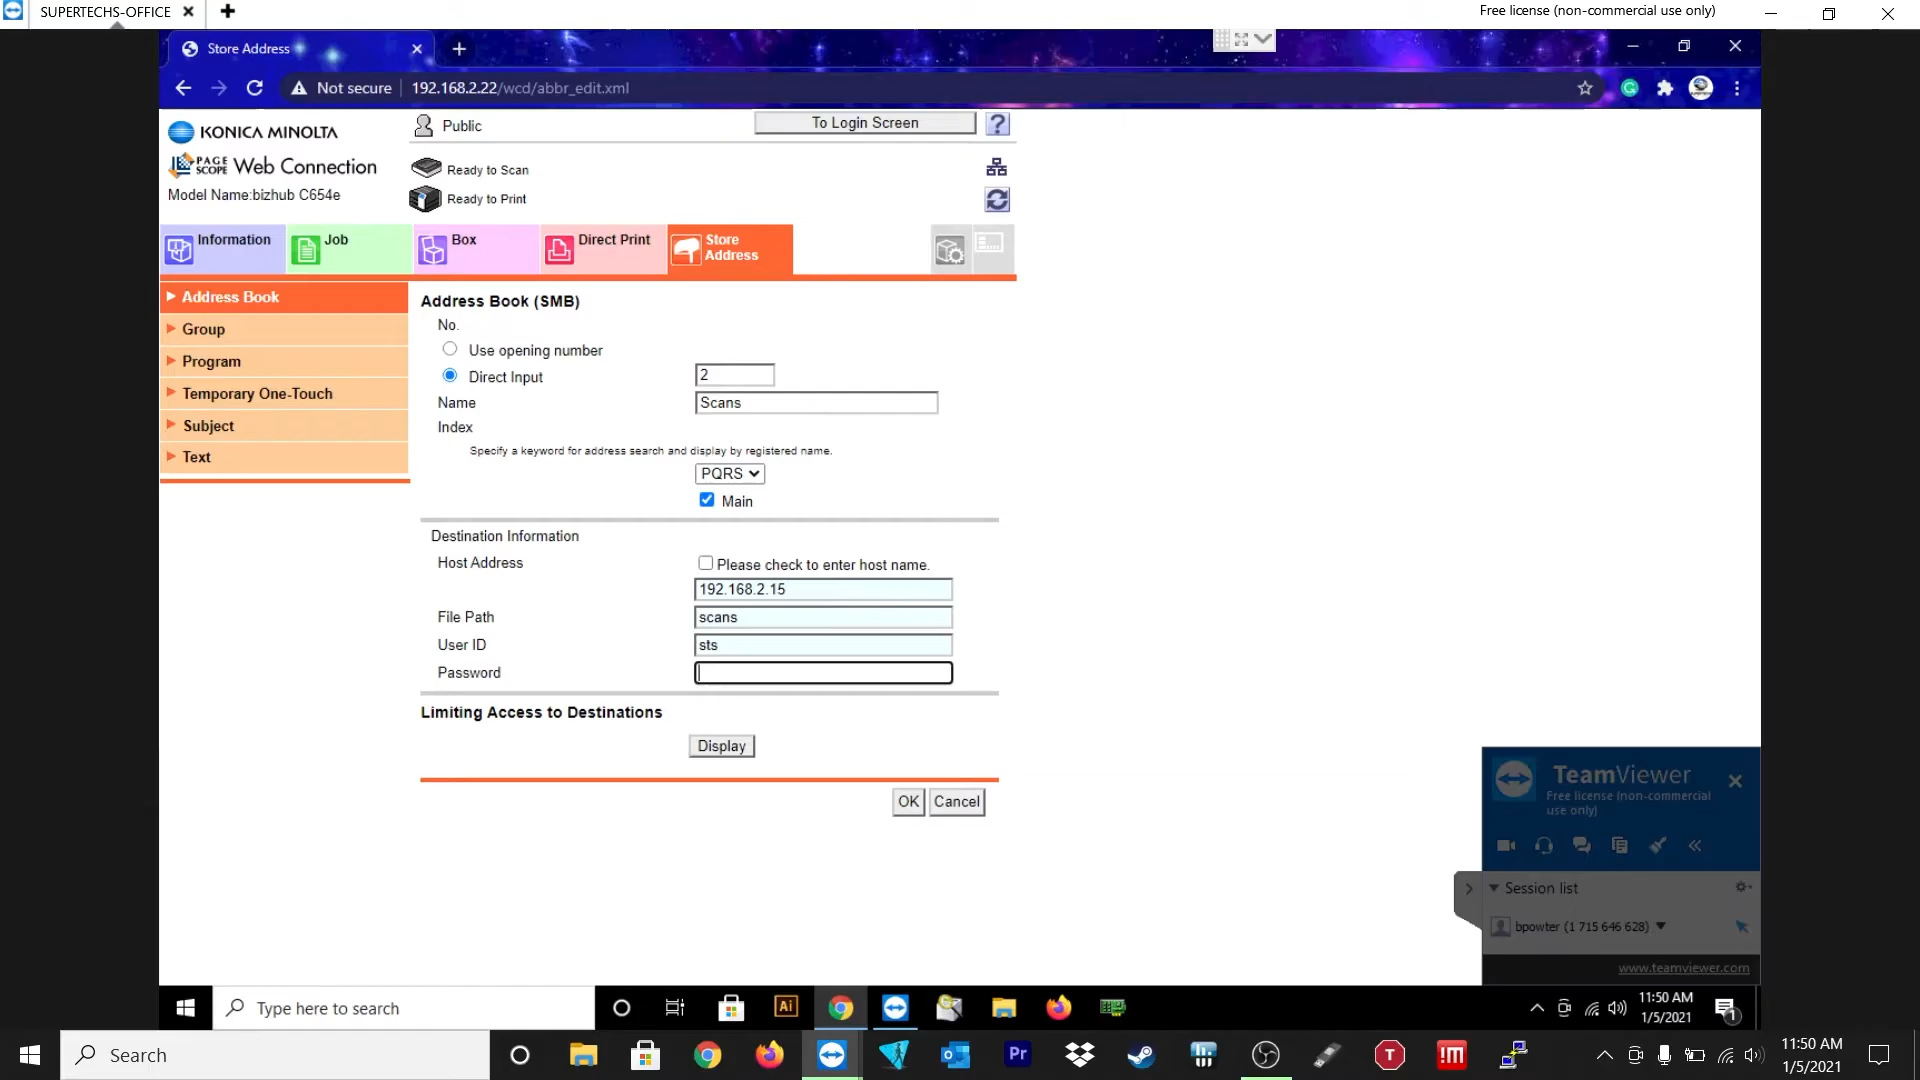 SUPERTECHS-OFFICE
Free license (non-commercial use only)
Store Address
Not secure
192.168.2.22/wcd/abbr_edit.xml
KONICA MINOLTA
PAGE SCOPE Web Connection
Model Name:bizhub C654e
Public
To Login Screen
?
Ready to Scan
Ready to Print
Information
Job
Box
Direct Print
Store
Address
Address Book
Group
Program
Temporary One-Touch
Subject
Text
Address Book (SMB)
No.
Use opening number
Direct Input
2
Name
Scans
Index
Specify a keyword for address search and display by registered name.
PQRS
Main
Destination Information
Host Address
Please check to enter host name.
192.168.2.15
File Path
scans
User ID
sts
Password
Limiting Access to Destinations
Display
OK
Cancel
TeamViewer
Free license (non-commercial
use only)
Session list
bpowter (1 715 646 628)
www.teamviewer.com
Type here to search
Ai
11:50 AM
1/5/2021
1
Search
Pr
T
!M
11:50 AM
1/5/2021